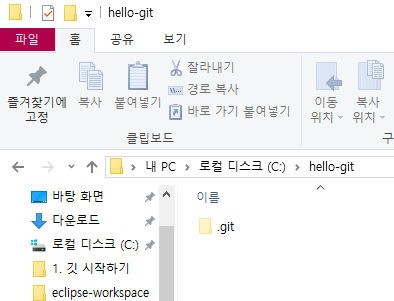 hello-git
파일 홈 공유 보기
즐겨찾기에
고정
복사
붙여넣기
잘라내기
경로 복사
바로 가기 붙여넣기
이동
위치
복사
위치
클립보드
구
내 PC > 로컬 디스크 (C:) > hello-git
바탕 화면
다운로드
로컬 디스크 (C:)
1. 깃 시작하기
eclipse-workspace
이름
.git